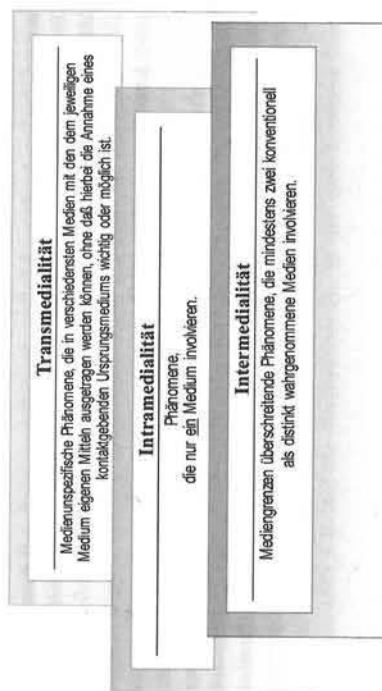 Transmedialität
Medienunspezifische Phänomene, die in verschiedensten Medien mit den dem jeweiligen
Medium eigenen Mitteln ausgetragen werden können, ohne daß hierbei die Annahme eines
kontaktgebenden Ursprungsmediums wichtig oder möglich ist.
Intramedialität
Phänomene,
die nur ein Medium involvieren.
Intermedialität
Mediengrenzen überschreitende Phänomene, die mindestens zwei konventionell
als distinkt wahrgenommene Medien involvieren.